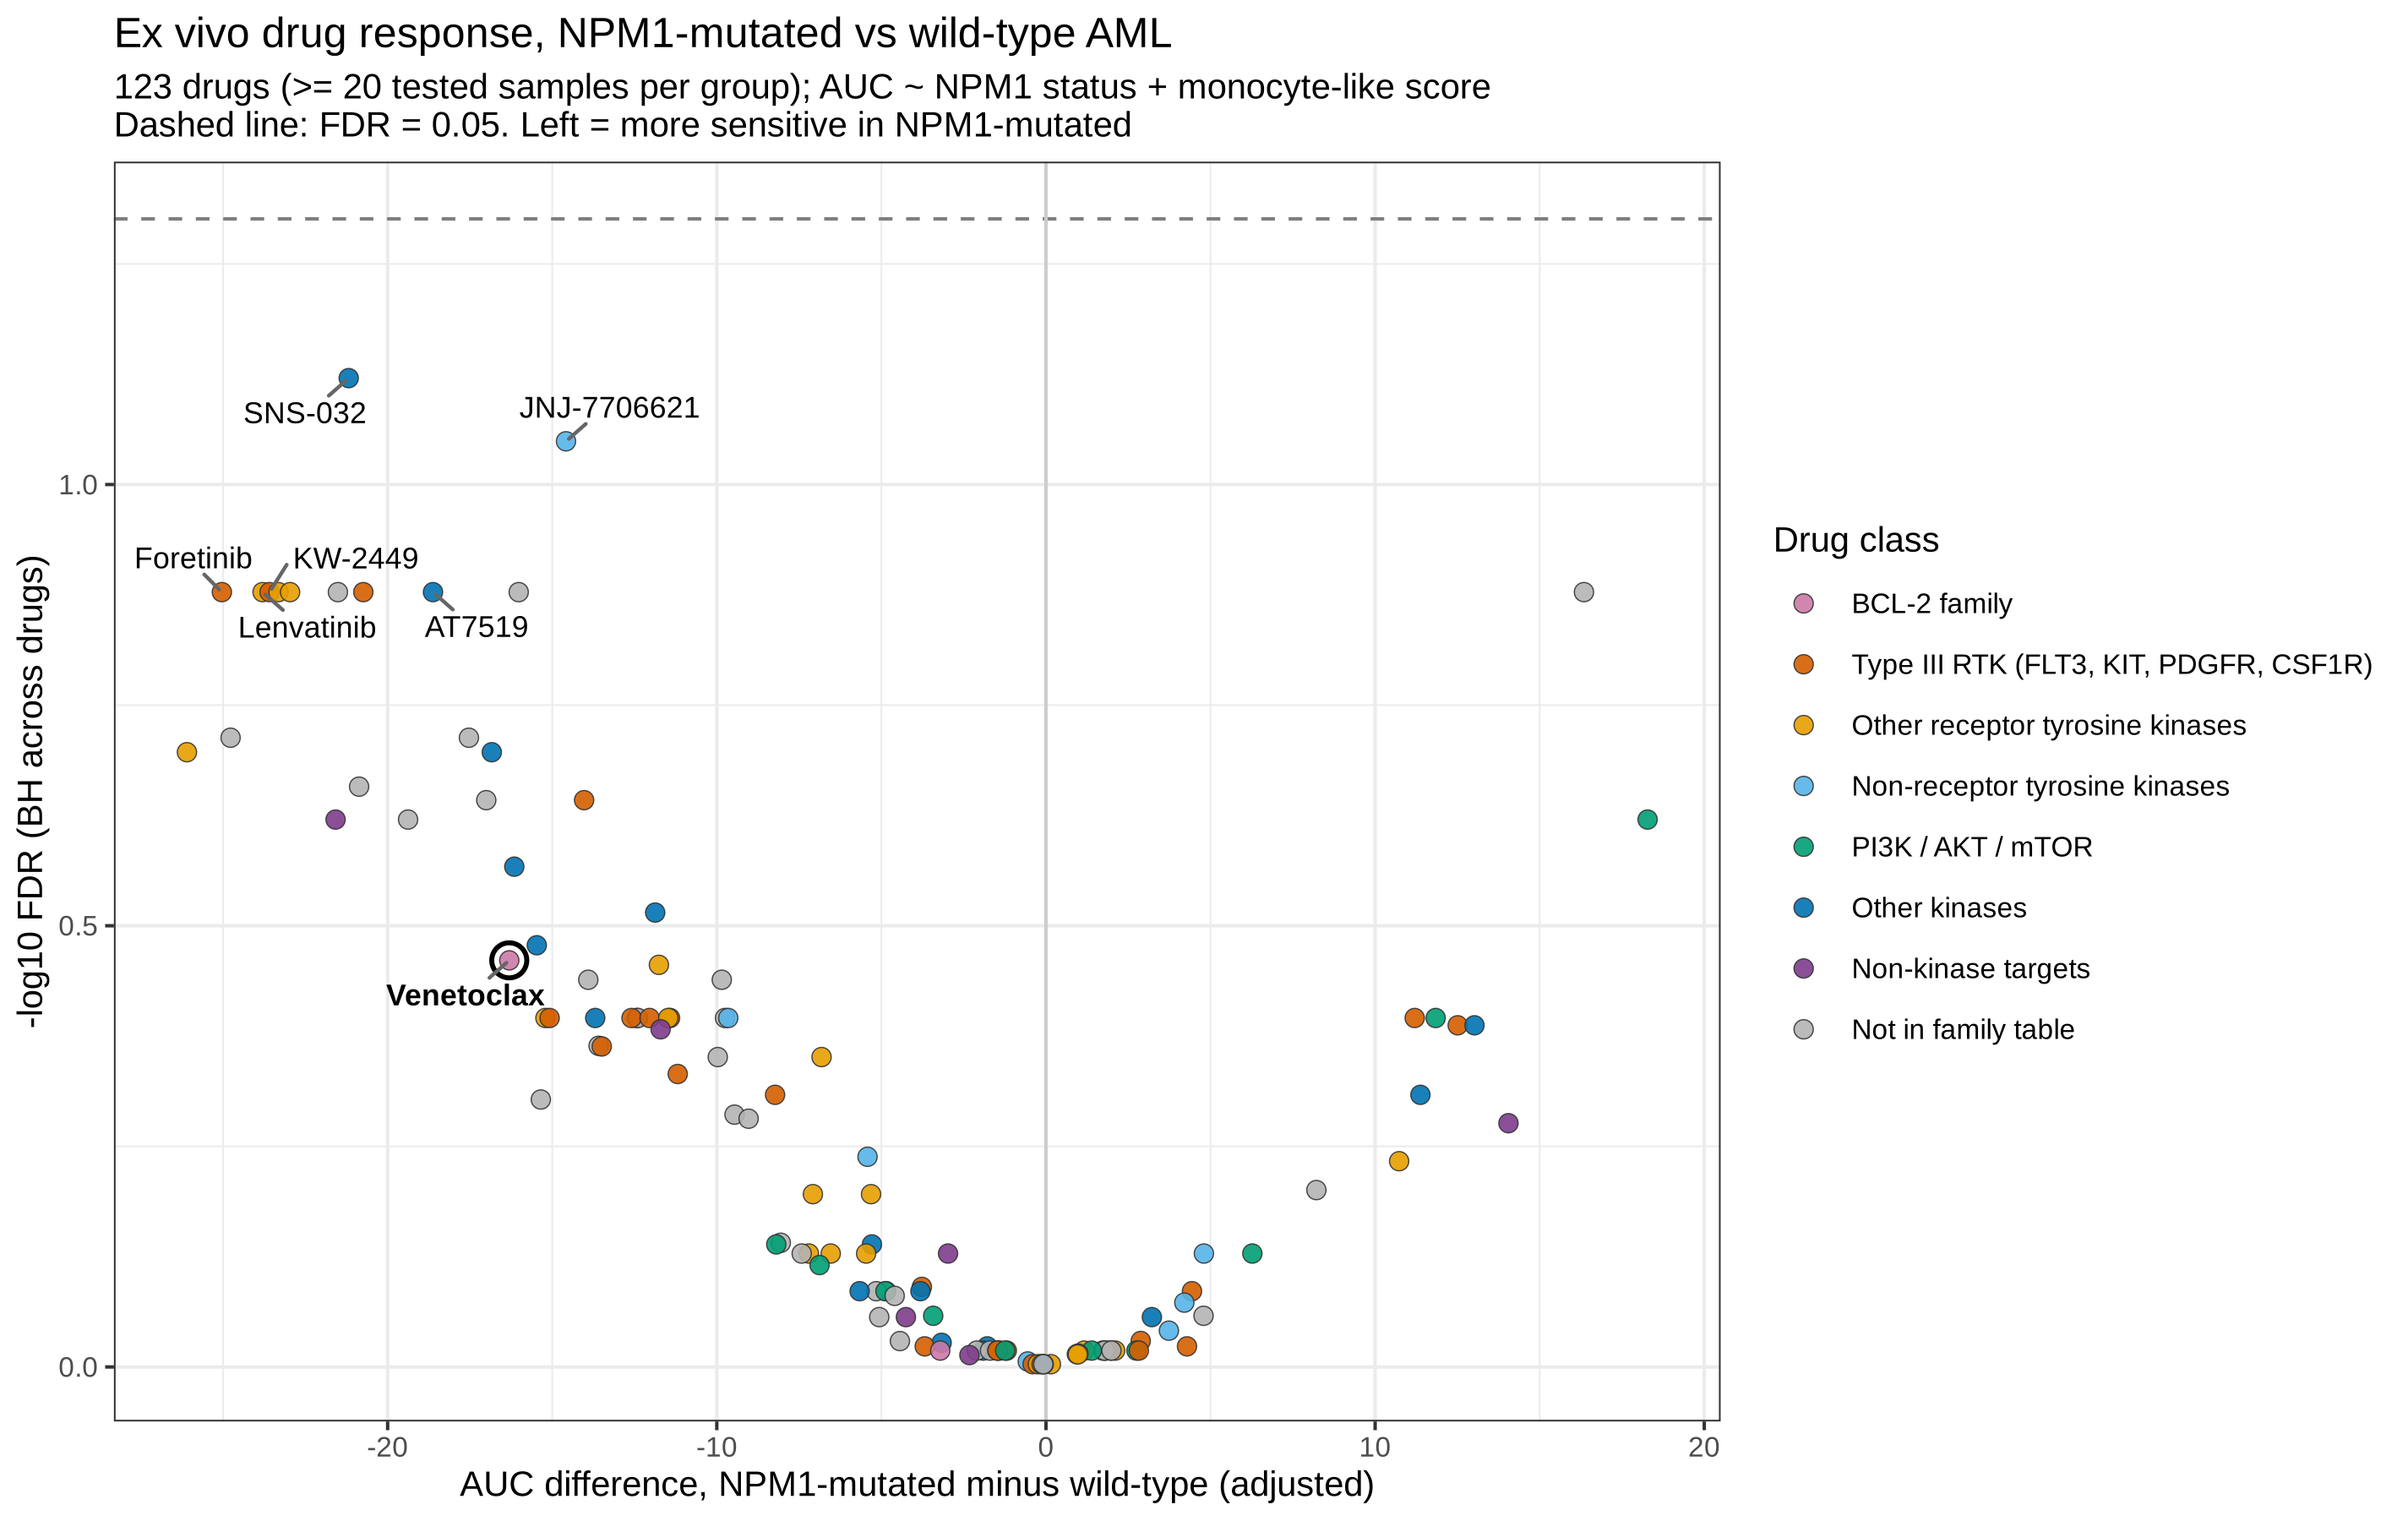 Ex vivo drug response, NPM1-mutated vs wild-type AML
123 drugs (>= 20 tested samples per group); AUC ~ NPM1 status + monocyte-like score
Dashed line: FDR = 0.05. Left = more sensitive in NPM1-mutated
-log10 FDR (BH across drugs)
1.0
0.5
0.0
SNS-032
JNJ-7706621
Foretinib
KW-2449
Lenvatinib
AT7519
Venetoclax
-20
-10
0
10
20
AUC difference, NPM1-mutated minus wild-type (adjusted)
Drug class
BCL-2 family
Type III RTK (FLT3, KIT, PDGFR, CSF1R)
Other receptor tyrosine kinases
Non-receptor tyrosine kinases
PI3K / AKT / mTOR
Other kinases
Non-kinase targets
Not in family table